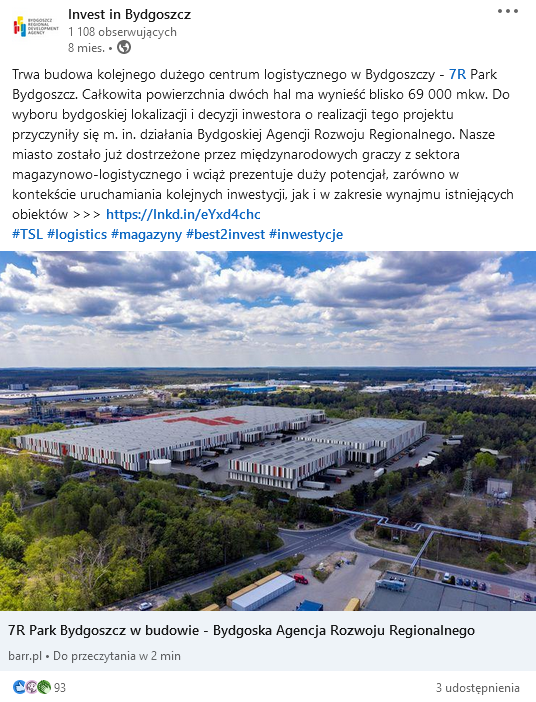 BYDGOSZCZ
REGIONAL
DEVELOPMENT
AGENCY
Invest in Bydgoszcz
1 108 obserwujących
8 mies. •
Trwa budowa kolejnego dużego centrum logistycznego w Bydgoszczy - 7R Park
Bydgoszcz. Całkowita powierzchnia dwóch hal ma wynieść blisko 69 000 mkw. Do
wyboru bydgoskiej lokalizacji i decyzji inwestora o realizacji tego projektu
przyczyniły się m. in. działania Bydgoskiej Agencji Rozwoju Regionalnego. Nasze
miasto zostało już dostrzeżone przez międzynarodowych graczy z sektora
magazynowo-logistycznego i wciąż prezentuje duży potencjał, zarówno w
kontekście uruchamiania kolejnych inwestycji, jak i w zakresie wynajmu istniejących
obiektów >>> https://lnkd.in/eYxd4chc
#TSL #logistics #magazyny #best2invest #inwestycje
7R Park Bydgoszcz w budowie - Bydgoska Agencja Rozwoju Regionalnego
barr.pl • Do przeczytania w 2 min
93
3 udostępnienia